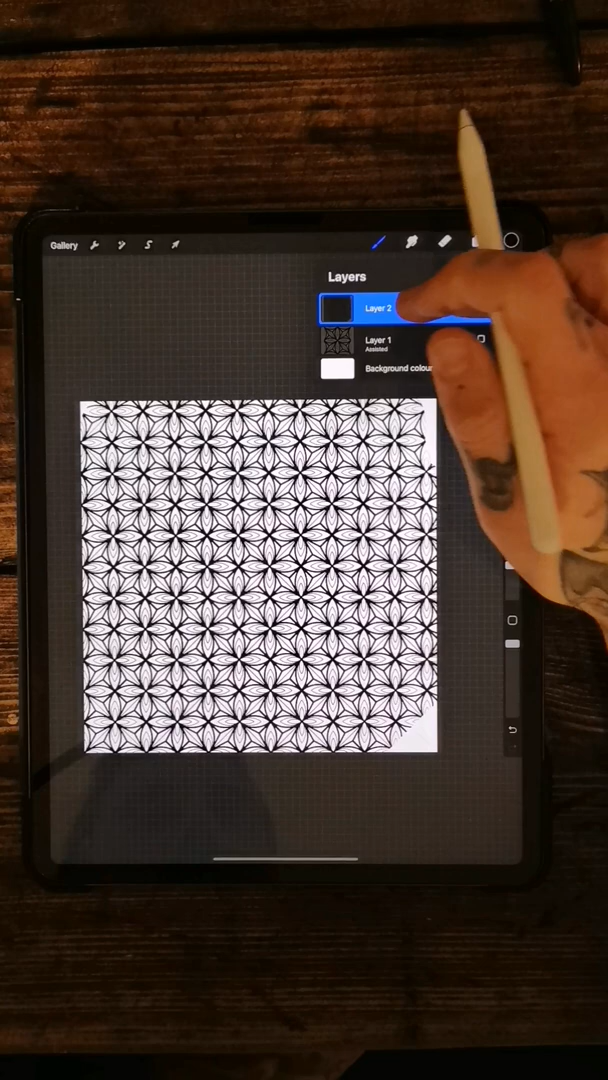 Gallery
Layers
Layer 2
Layer 1
Assisted
Background colour